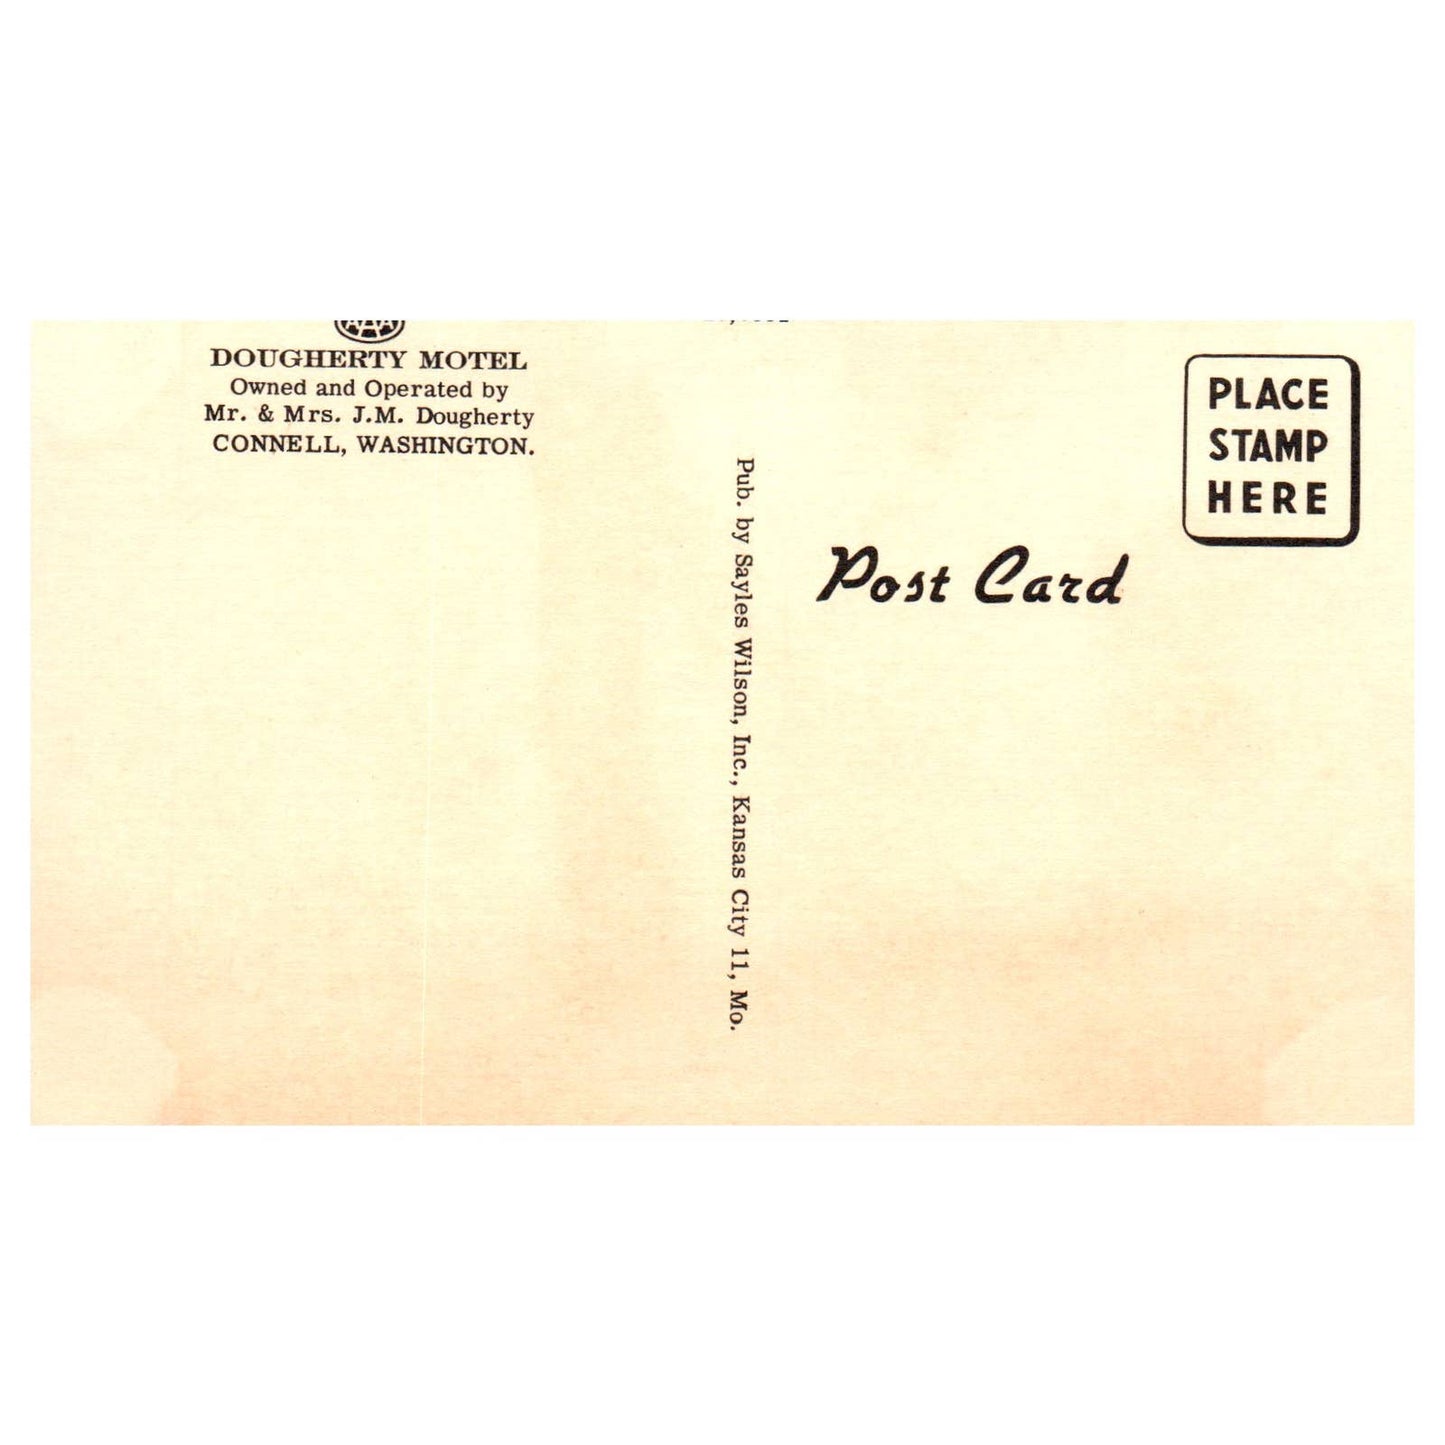 AAA
DOUGHERTY MOTEL
Owned and Operated by
Mr. & Mrs. J.M. Dougherty
CONNELL, WASHINGTON.
Pub. by Sayles Wilson, Inc., Kansas City 11, Mo.
Post Card
PLACE
STAMP
HERE